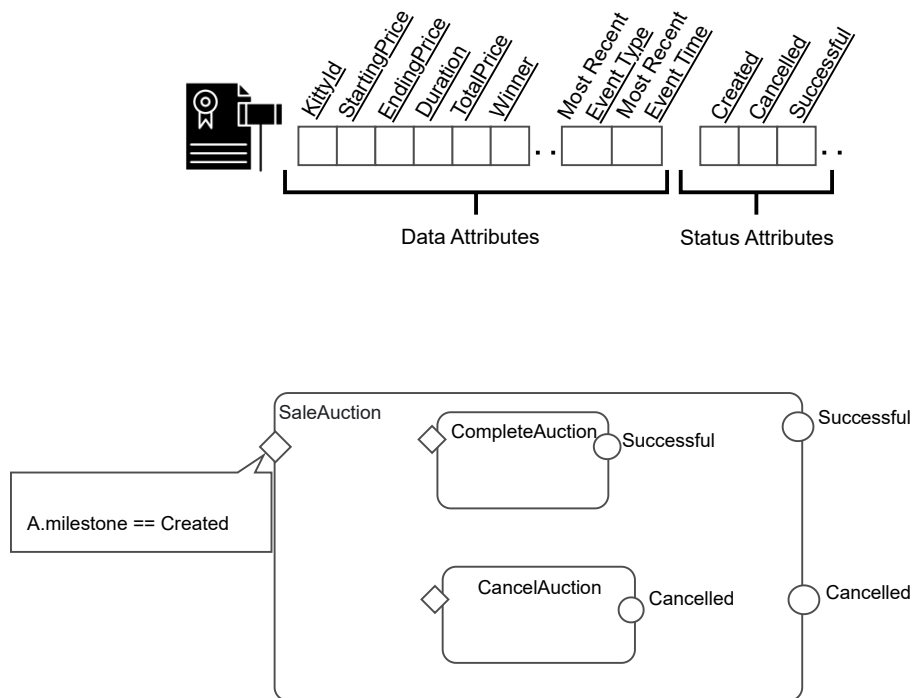 KittyId
StartingPrice
EndingPrice
Duration
TotalPrice
Winner
. .
Most Recent
Event Type
Most Recent
Event Time
Created
Cancelled
Successful
. .
Data Attributes
Status Attributes
SaleAuction
CompleteAuction
Successful
Successful
A.milestone == Created
CancelAuction
Cancelled
Cancelled